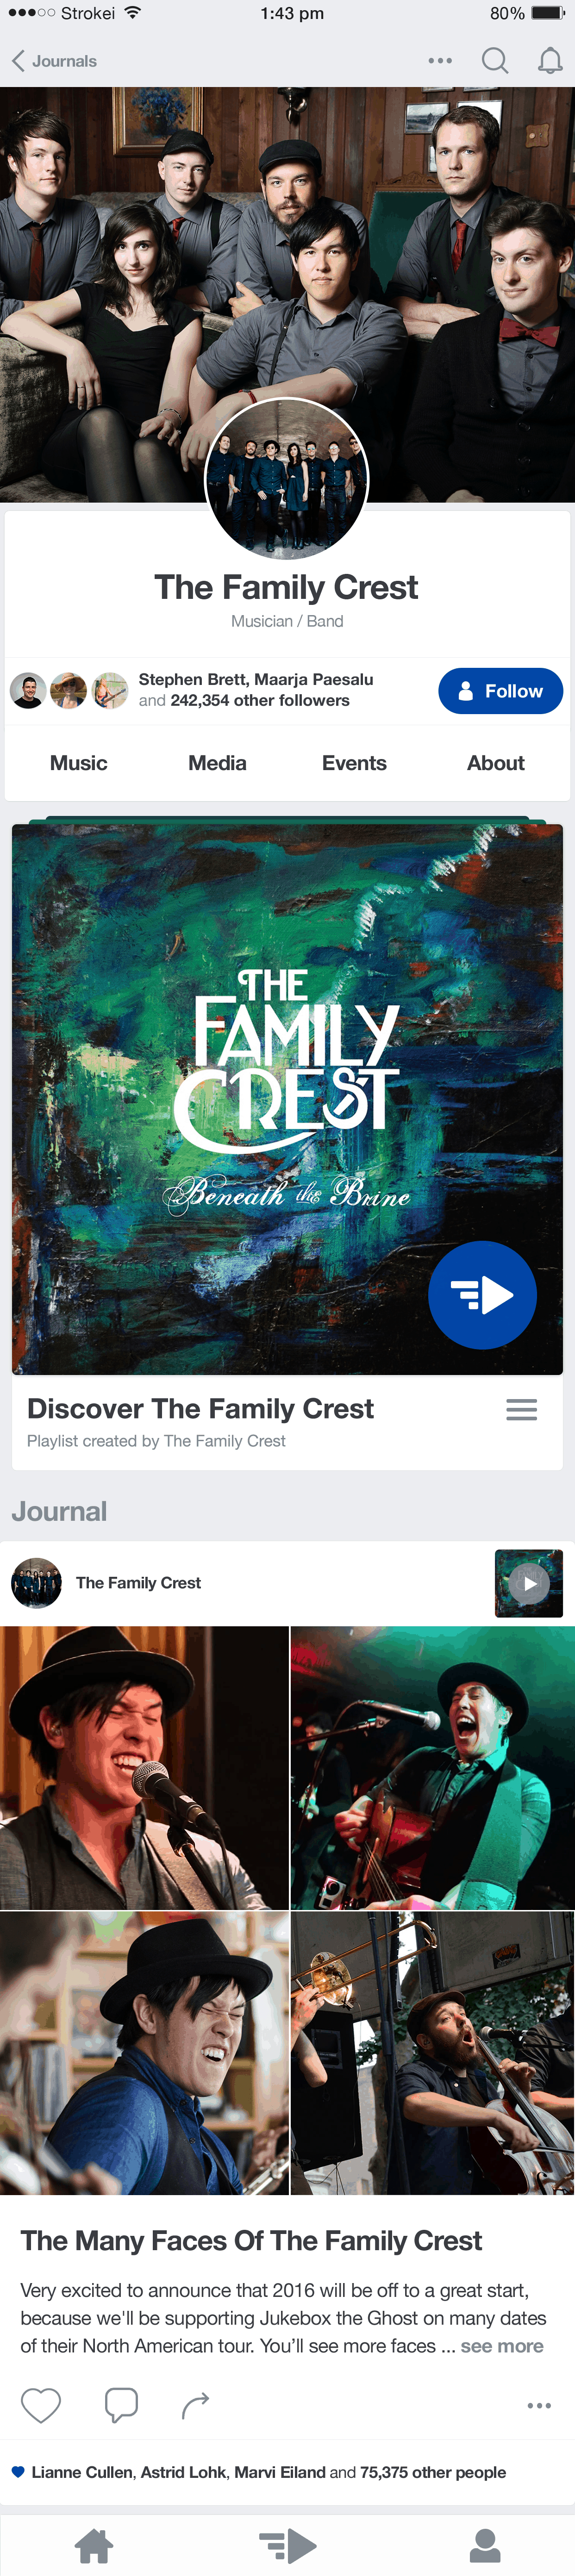 Strokei
1:43 pm
80%
Journals
The Family Crest
Musician / Band
Stephen Brett, Maarja Paesalu
and 242,354 other followers
Follow
Music
Media
Events
About
THE
FAMILY
CREST
Beneath the Brine
Discover The Family Crest
Playlist created by The Family Crest
Journal
The Family Crest
The Many Faces Of The Family Crest
Very excited to announce that 2016 will be off to a great start,
because we'll be supporting Jukebox the Ghost on many dates
of their North American tour. You’ll see more faces ... see more
Lianne Cullen, Astrid Lohk, Marvi Eiland and 75,375 other people